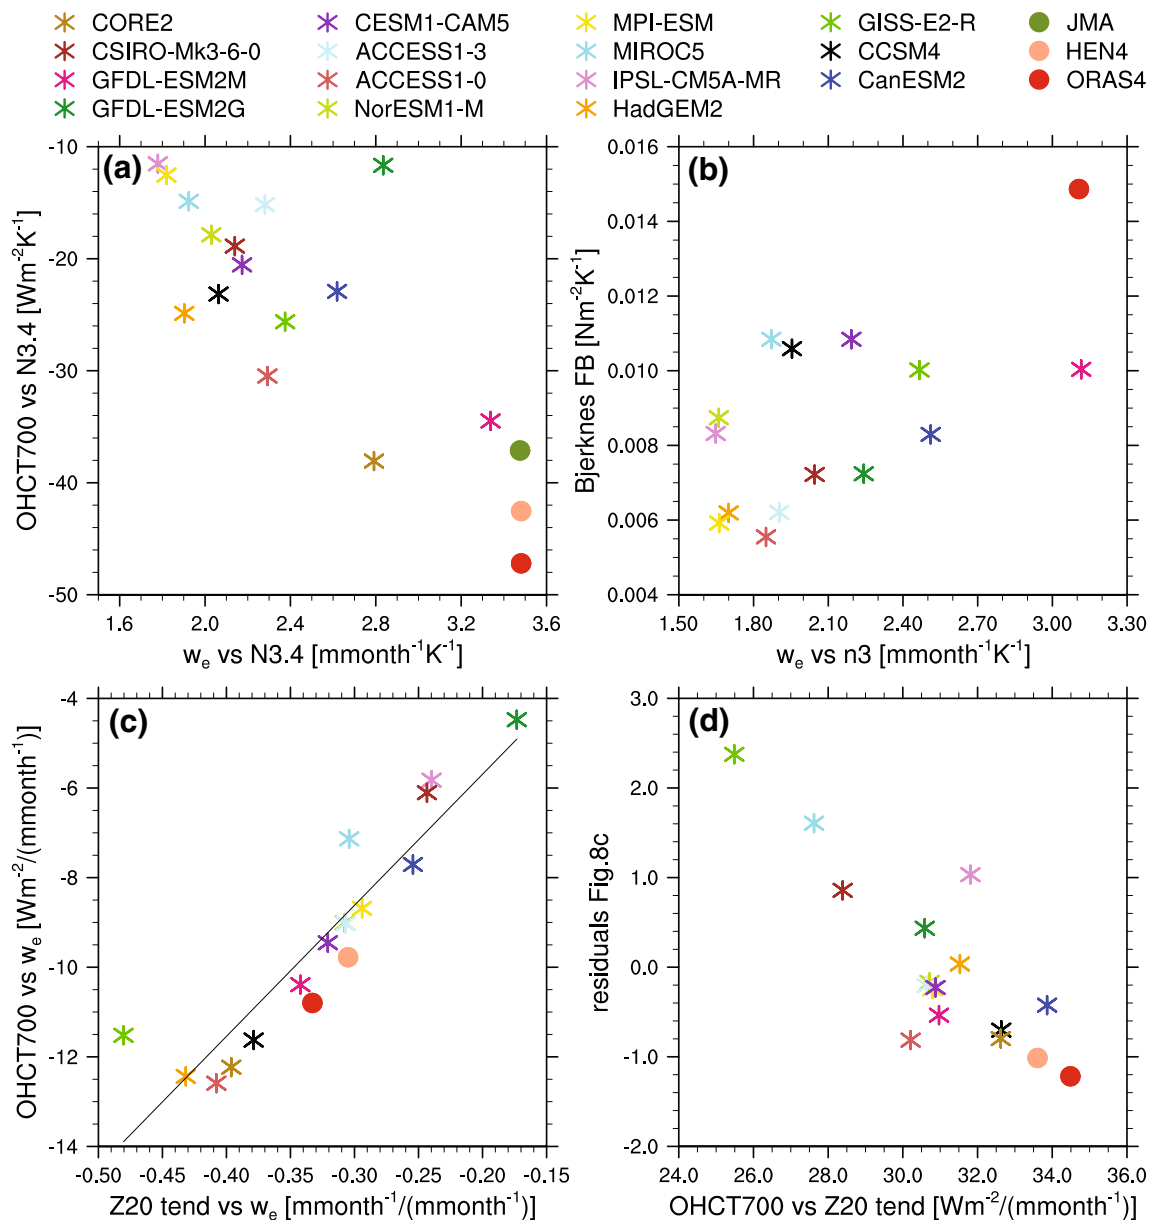 CORE2 CESM1-CAM5 MPI-ESM GISS-E2-R JMA
CSIRO-Mk3-6-0 ACCESS1-3 MIROC5 CCSM4 HEN4
GFDL-ESM2M ACCESS1-0 IPSL-CM5A-MR CanESM2 ORAS4
GFDL-ESM2G NorESM1-M HadGEM2
(a)
OHCT700 vs N3.4 [Wm⁻²K⁻¹]
-10
-20
-30
-40
-50
1.6 2.0 2.4 2.8 3.2 3.6
wₑ vs N3.4 [mmonth⁻¹K⁻¹]
(b)
Bjerknes FB [Nm⁻²K⁻¹]
0.016
0.014
0.012
0.010
0.008
0.006
0.004
1.50 1.80 2.10 2.40 2.70 3.00 3.30
wₑ vs n3 [mmonth⁻¹K⁻¹]
(c)
OHCT700 vs wₑ [Wm⁻²/(mmonth⁻¹)]
-4
-6
-8
-10
-12
-14
-0.50 -0.45 -0.40 -0.35 -0.30 -0.25 -0.20 -0.15
Z20 tend vs wₑ [mmonth⁻¹/(mmonth⁻¹)]
(d)
residuals Fig.8c
3.0
2.0
1.0
0.0
-1.0
-2.0
24.0 26.0 28.0 30.0 32.0 34.0 36.0
OHCT700 vs Z20 tend [Wm⁻²/(mmonth⁻¹)]